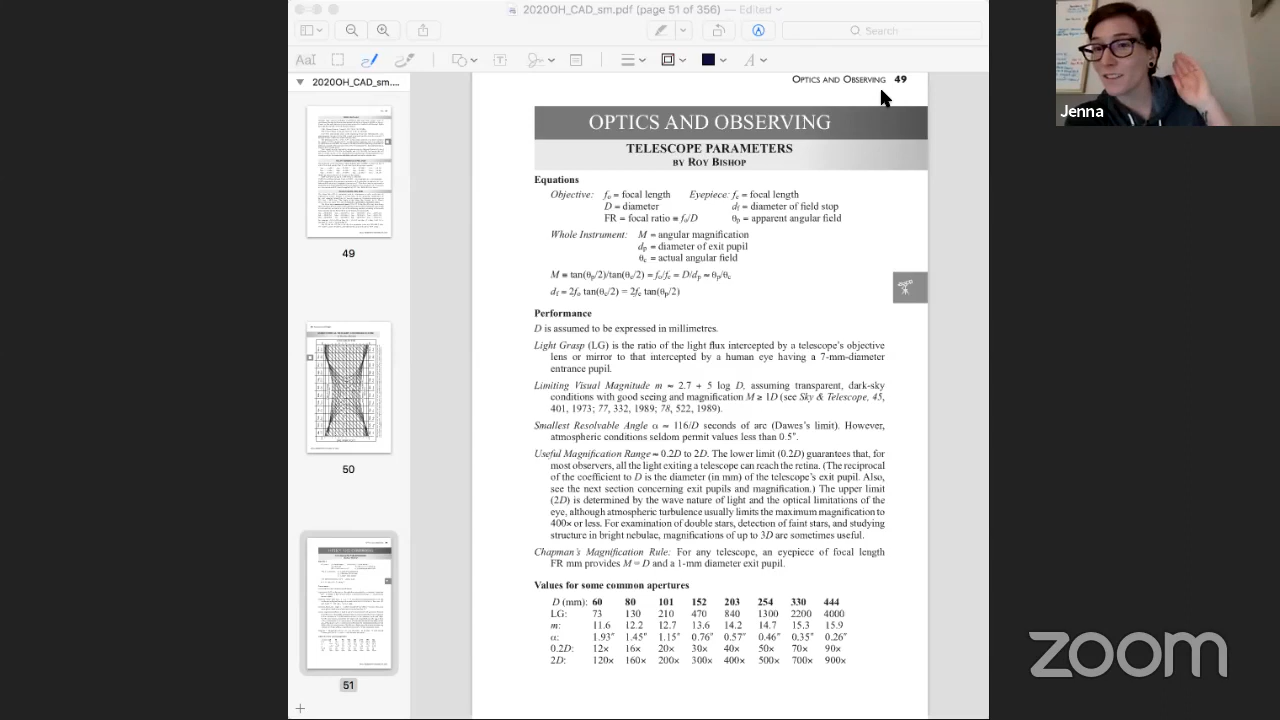 2020OH_CAD_sm.pdf (page 51 of 356) — Edited
Search
AaI
2020OH_CAD_sm....
49
50
51
OPTICS AND OBSERVING 49
OPTICS AND OBSERVING
TELESCOPE PARAMETERS
BY ROY BISHOP
Equations
Objective: fₒ = focal length Eyepiece: fₑ = focal length
D = diameter d_f = diameter of field stop
FR = focal ratio = fₒ/D θₚ = apparent angular field
Whole Instrument: M = angular magnification
dₚ = diameter of exit pupil
θ_c = actual angular field
M = tan(θₚ/2)/tan(θ_c/2) = fₒ/fₑ = D/dₚ ≈ θₚ/θ_c
d_f = 2fₒ tan(θ_c/2) = 2fₑ tan(θₚ/2)
Performance
D is assumed to be expressed in millimetres.
Light Grasp (LG) is the ratio of the light flux intercepted by a telescope's objective
lens or mirror to that intercepted by a human eye having a 7-mm-diameter
entrance pupil.
Limiting Visual Magnitude m ≈ 2.7 + 5 log D, assuming transparent, dark-sky
conditions with good seeing and magnification M ≥ 1D (see Sky & Telescope, 45,
401, 1973; 77, 332, 1989; 78, 522, 1989).
Smallest Resolvable Angle α ≈ 116/D seconds of arc (Dawes's limit). However,
atmospheric conditions seldom permit values less than 0.5″.
Useful Magnification Range ≈ 0.2D to 2D. The lower limit (0.2D) guarantees that, for
most observers, all the light exiting a telescope can reach the retina. (The reciprocal
of the coefficient to D is the diameter (in mm) of the telescope's exit pupil. Also,
see the next section concerning exit pupils and magnification.) The upper limit
(2D) is determined by the wave nature of light and the optical limitations of the
eye, although atmospheric turbulence usually limits the maximum magnification to
400× or less. For examination of double stars, detection of faint stars, and studying
structure in bright nebulae, magnifications of up to 3D are sometimes useful.
Chapman's Magnification Rule: For any telescope, an eyepiece of focal length
FR mm provides M = D and a 1-mm diameter exit pupil.
Values for some common apertures
D (mm): 60 80 101 152 203 444
LG: 73 130 210 470 840 4000
m: 11.6 12.2 12.7 13.6 14.2 14.7 15.3 15.9
α: 1.45″ 1.15″ 0.76″ 0.57″ 0.35″ 0.26″
0.2D: 12× 16× 20× 30× 40× 50× 70× 90×
2D: 120× 160× 200× 300× 400× 500× 700× 900×
Jenna
zoom